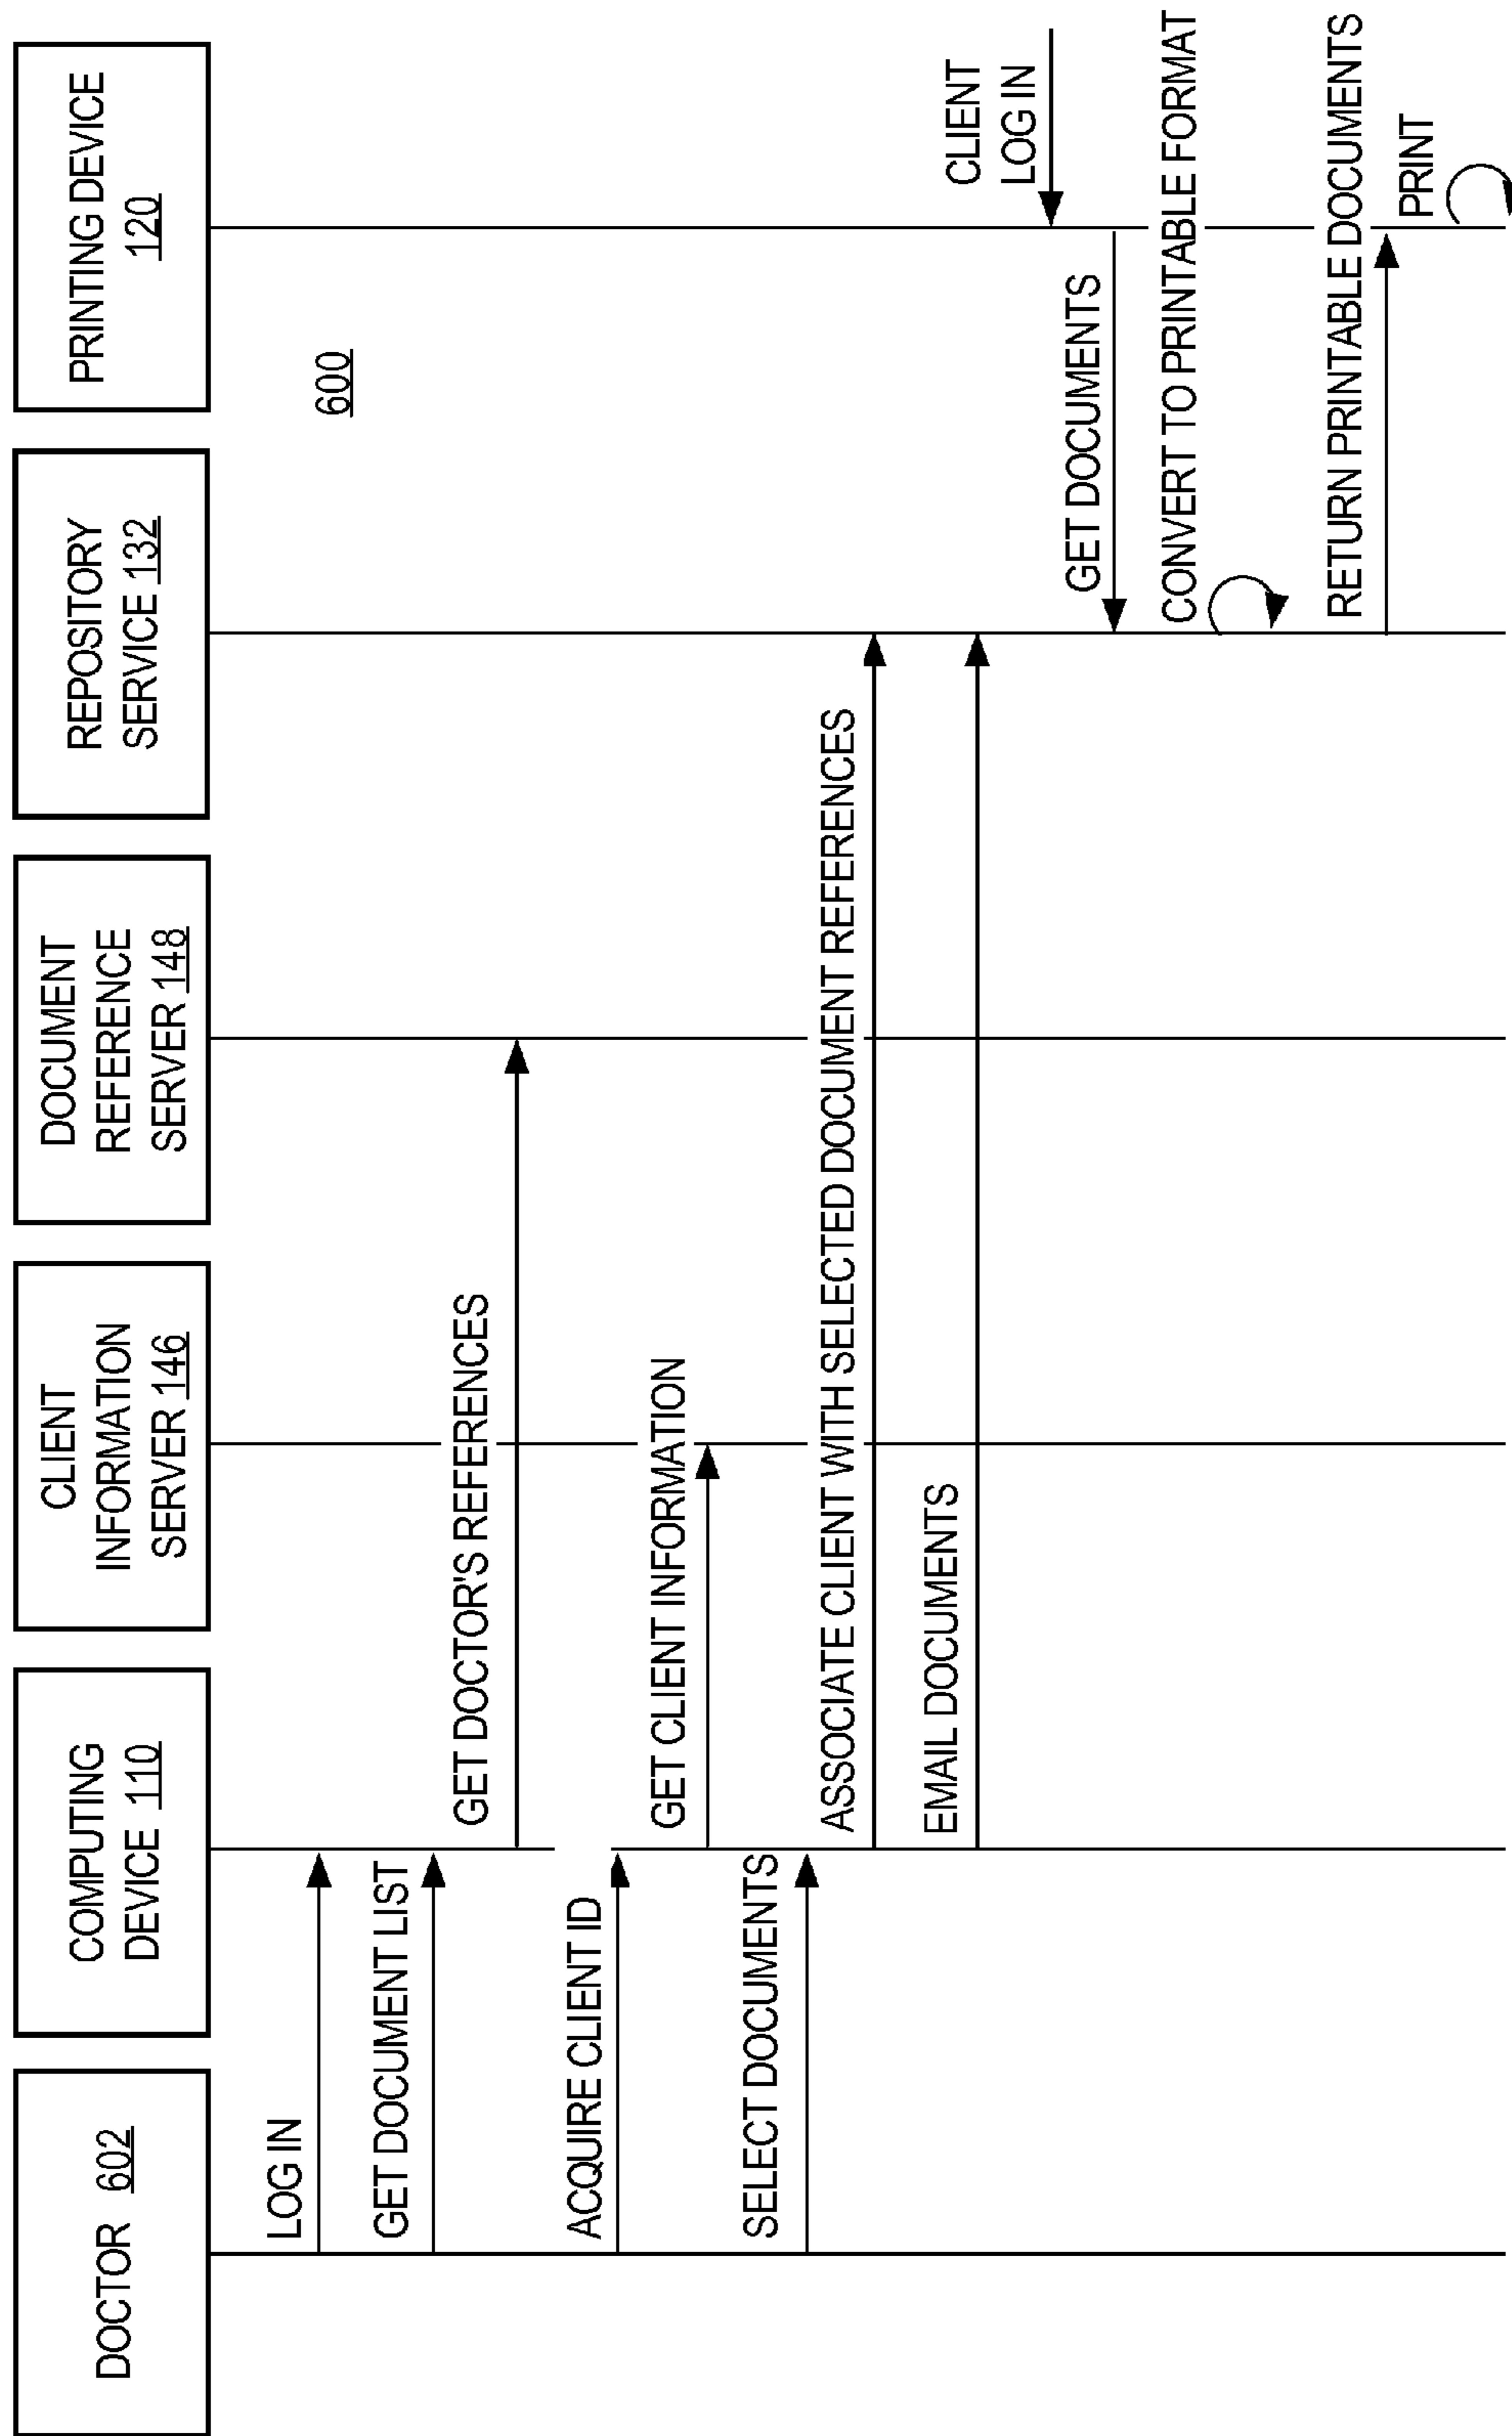 DOCTOR 602
COMPUTING
DEVICE 110
CLIENT
INFORMATION
SERVER 146
DOCUMENT
REFERENCE
SERVER 148
REPOSITORY
SERVICE 132
PRINTING DEVICE
120
600
LOG IN
GET DOCUMENT LIST
GET DOCTOR'S REFERENCES
ACQUIRE CLIENT ID
GET CLIENT INFORMATION
SELECT DOCUMENTS
ASSOCIATE CLIENT WITH SELECTED DOCUMENT REFERENCES
EMAIL DOCUMENTS
CLIENT
LOG IN
GET DOCUMENTS
CONVERT TO PRINTABLE FORMAT
RETURN PRINTABLE DOCUMENTS
PRINT